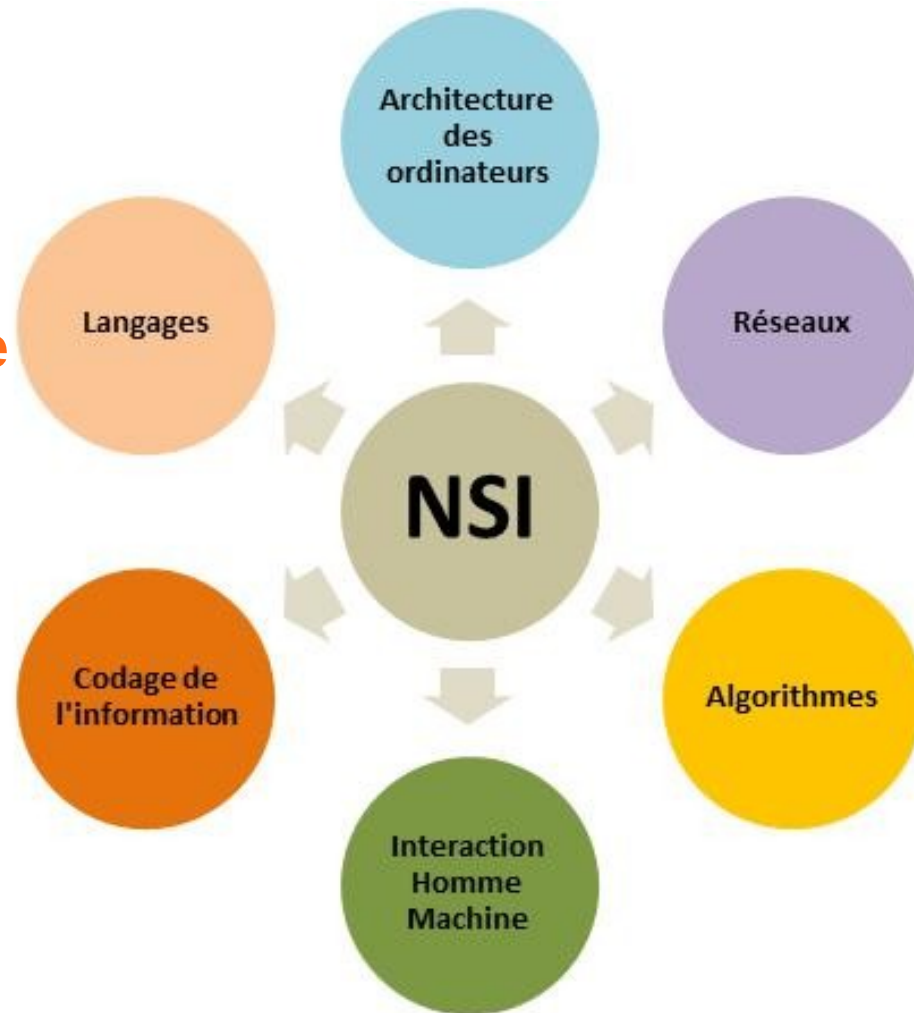 Architecture
des
ordinateurs
Langages
Réseaux
e
NSI
Codage de
l'information
Algorithmes
Interaction
Homme
Machine